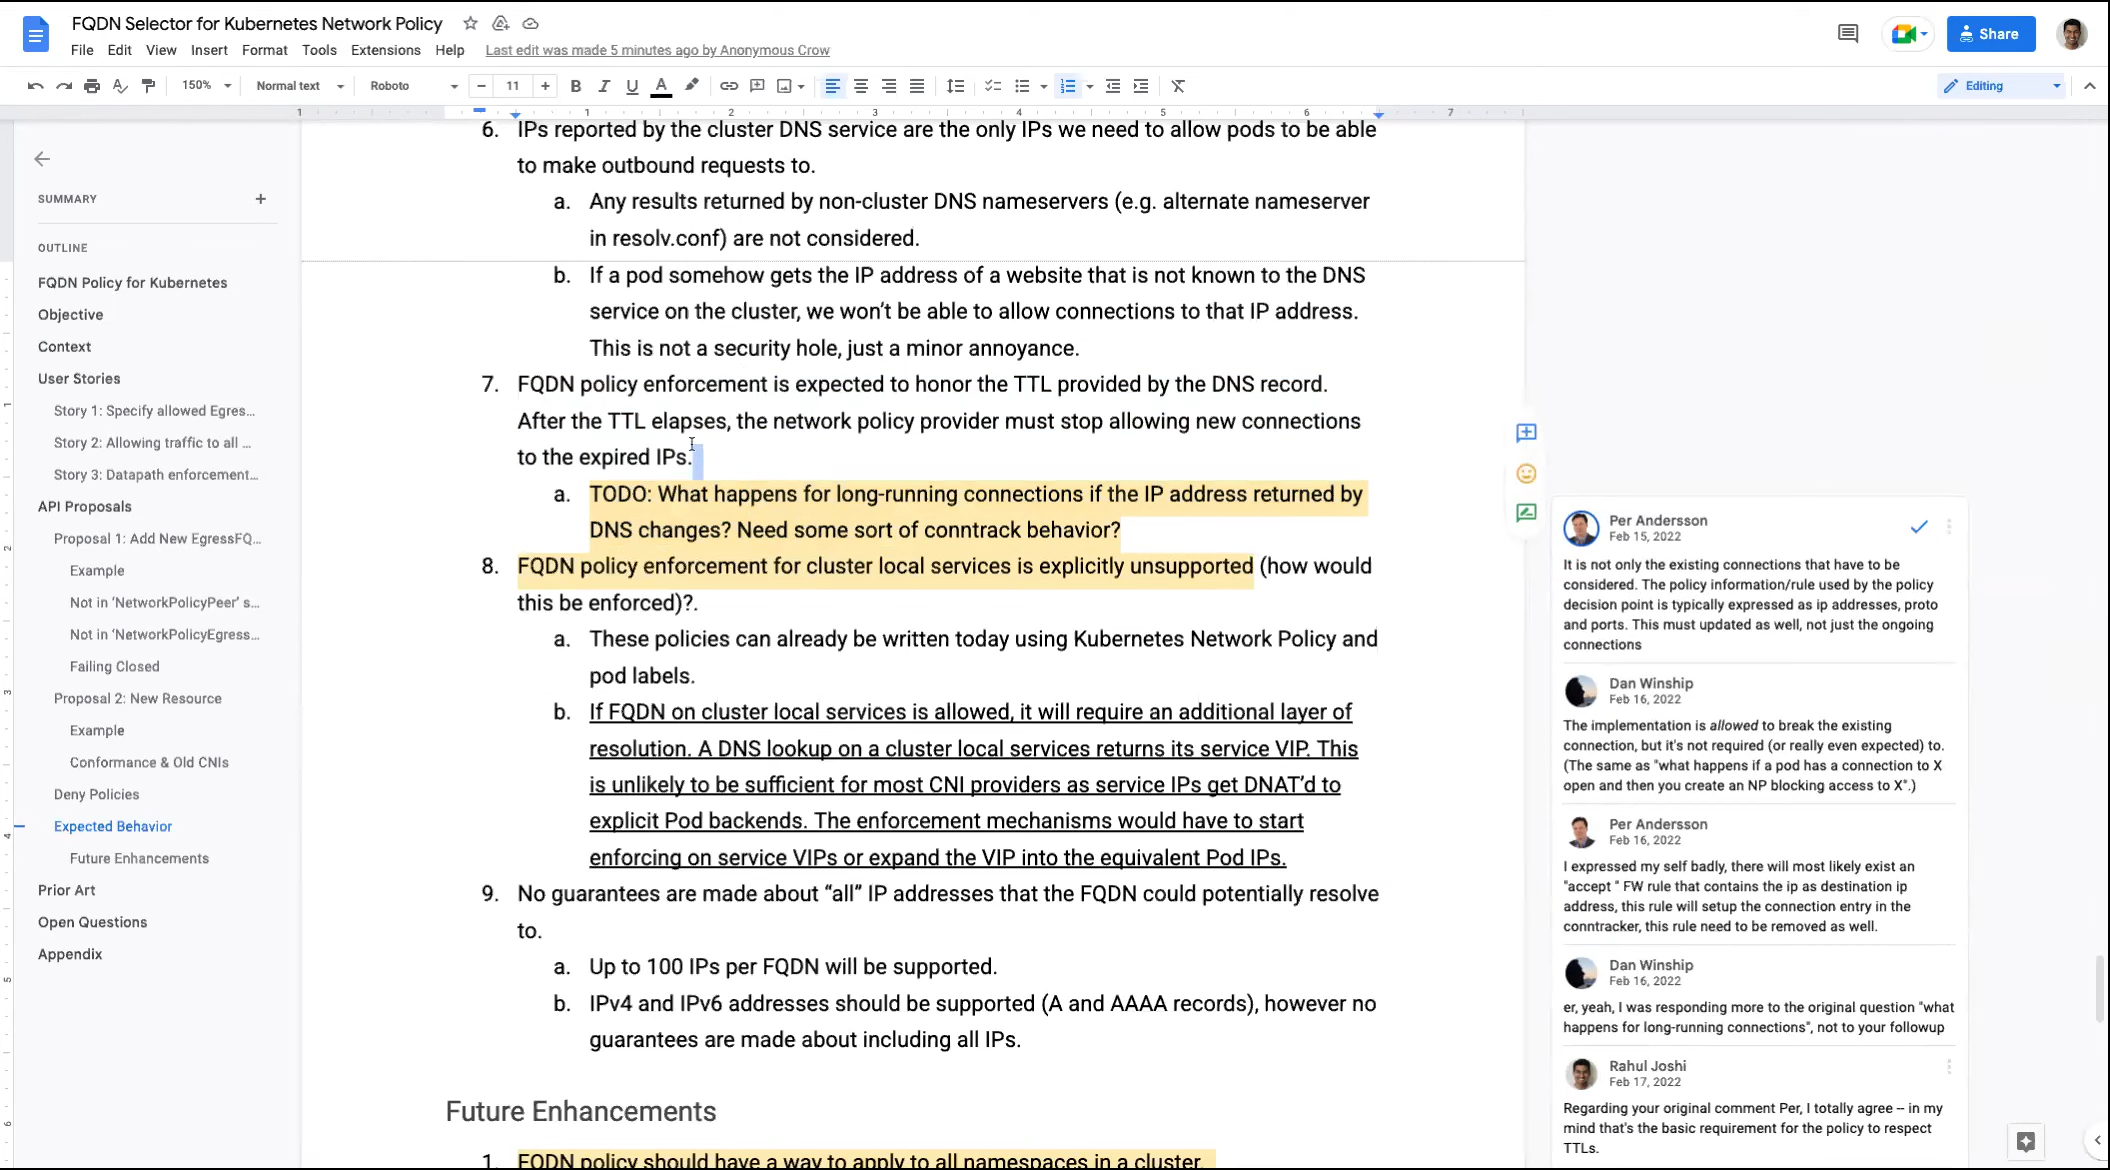 FQDN Selector for Kubernetes Network Policy
File Edit View Insert Format Tools Extensions Help Last edit was made 5 minutes ago by Anonymous Crow
Share
150% Normal text Roboto 11 B I U A Editing
1 1 2 3 4 5 6 7
SUMMARY
OUTLINE
FQDN Policy for Kubernetes
Objective
Context
User Stories
Story 1: Specify allowed Egres...
Story 2: Allowing traffic to all ...
Story 3: Datapath enforcement...
API Proposals
Proposal 1: Add New EgressFQ...
Example
Not in ‘NetworkPolicyPeer’ s...
Not in ‘NetworkPolicyEgress...
Failing Closed
Proposal 2: New Resource
Example
Conformance & Old CNIs
Deny Policies
Expected Behavior
Future Enhancements
Prior Art
Open Questions
Appendix
6. IPs reported by the cluster DNS service are the only IPs we need to allow pods to be able
to make outbound requests to.
a. Any results returned by non-cluster DNS nameservers (e.g. alternate nameserver
in resolv.conf) are not considered.
b. If a pod somehow gets the IP address of a website that is not known to the DNS
service on the cluster, we won’t be able to allow connections to that IP address.
This is not a security hole, just a minor annoyance.
7. FQDN policy enforcement is expected to honor the TTL provided by the DNS record.
After the TTL elapses, the network policy provider must stop allowing new connections
to the expired IPs.
a. TODO: What happens for long-running connections if the IP address returned by
DNS changes? Need some sort of conntrack behavior?
8. FQDN policy enforcement for cluster local services is explicitly unsupported (how would
this be enforced)?.
a. These policies can already be written today using Kubernetes Network Policy and
pod labels.
b. If FQDN on cluster local services is allowed, it will require an additional layer of
resolution. A DNS lookup on a cluster local services returns its service VIP. This
is unlikely to be sufficient for most CNI providers as service IPs get DNAT’d to
explicit Pod backends. The enforcement mechanisms would have to start
enforcing on service VIPs or expand the VIP into the equivalent Pod IPs.
9. No guarantees are made about “all” IP addresses that the FQDN could potentially resolve
to.
a. Up to 100 IPs per FQDN will be supported.
b. IPv4 and IPv6 addresses should be supported (A and AAAA records), however no
guarantees are made about including all IPs.
Future Enhancements
1. FQDN policy should have a way to apply to all namespaces in a cluster.
Per Andersson
Feb 15, 2022
It is not only the existing connections that have to be
considered. The policy information/rule used by the policy
decision point is typically expressed as ip addresses, proto
and ports. This must updated as well, not just the ongoing
connections
Dan Winship
Feb 16, 2022
The implementation is allowed to break the existing
connection, but it's not required (or really even expected) to.
(The same as "what happens if a pod has a connection to X
open and then you create an NP blocking access to X".)
Per Andersson
Feb 16, 2022
I expressed my self badly, there will most likely exist an
"accept " FW rule that contains the ip as destination ip
address, this rule will setup the connection entry in the
conntracker, this rule need to be removed as well.
Dan Winship
Feb 16, 2022
er, yeah, I was responding more to the original question "what
happens for long-running connections", not to your followup
Rahul Joshi
Feb 17, 2022
Regarding your original comment Per, I totally agree -- in my
mind that's the basic requirement for the policy to respect
TTLs.